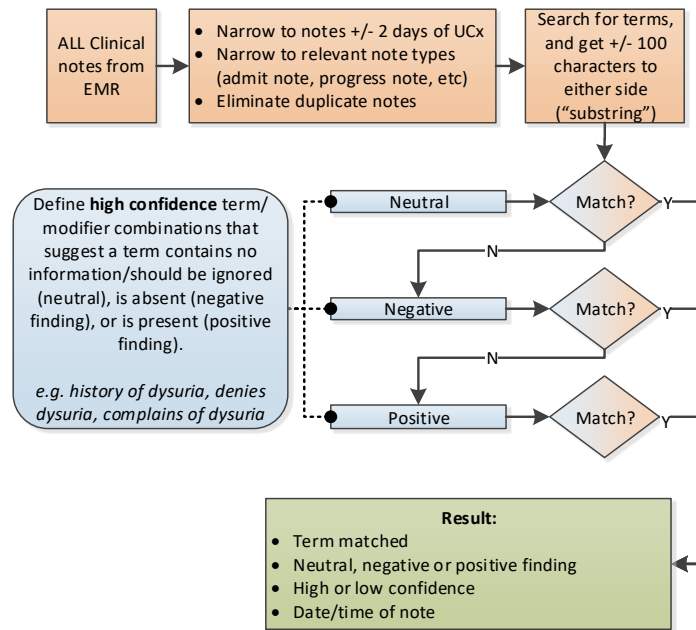 ALL Clinical
notes from
EMR
• Narrow to notes +/- 2 days of UCx
• Narrow to relevant note types
(admit note, progress note, etc)
• Eliminate duplicate notes
Search for terms,
and get +/- 100
characters to
either side
(“substring”)
Define high confidence term/
modifier combinations that
suggest a term contains no
information/should be ignored
(neutral), is absent (negative
finding), or is present (positive
finding).
e.g. history of dysuria, denies
dysuria, complains of dysuria
Neutral
Match?
Y
N
Negative
Match?
Y
N
Positive
Match?
Y
Result:
• Term matched
• Neutral, negative or positive finding
• High or low confidence
• Date/time of note